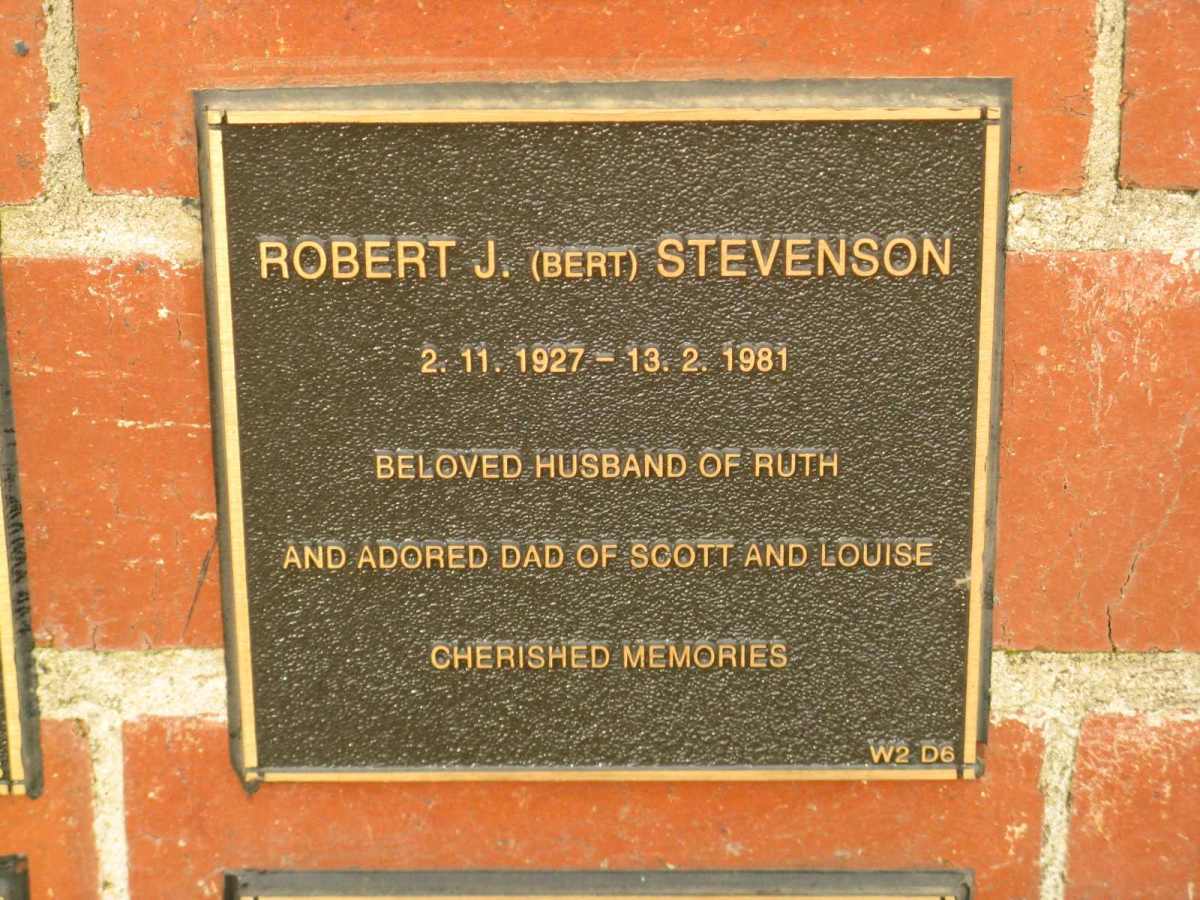 ROBERT J. (BERT) STEVENSON
2. 11. 1927 – 13. 2. 1981
BELOVED HUSBAND OF RUTH
AND ADORED DAD OF SCOTT AND LOUISE
CHERISHED MEMORIES
W2 D6